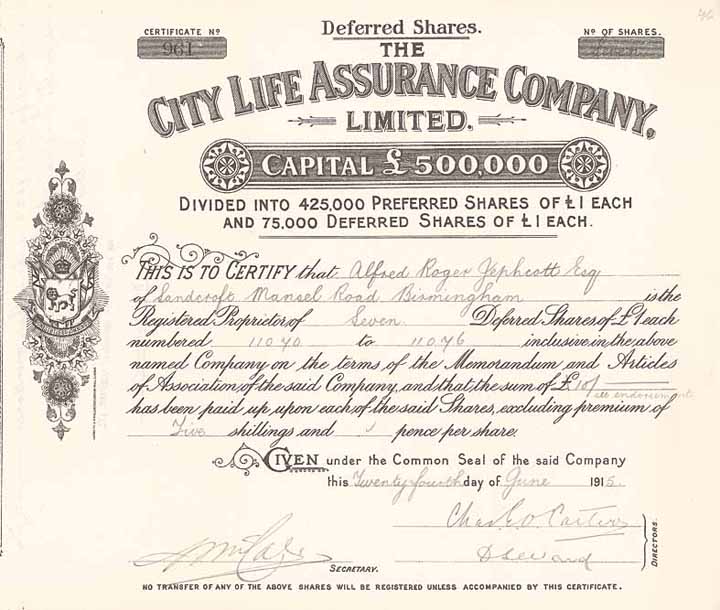 46
Deferred Shares.
CERTIFICATE Nº
961
Nº OF SHARES.
Seven
THE
CITY LIFE ASSURANCE COMPANY,
LIMITED.
CAPITAL £500,000
DIVIDED INTO 425,000 PREFERRED SHARES OF £1 EACH
AND 75,000 DEFERRED SHARES OF £1 EACH.
THIS IS TO CERTIFY that Alfred Roger Jephcott Esq
of Sandcroft Mansel Road Birmingham is the
Registered Proprietor of Seven Deferred Shares of £1 each
numbered 11070 to 11076 inclusive in the above
named Company on the terms of the Memorandum and Articles
of Association of the said Company, and that the sum of £ 10/-
see endorsement
has been paid up upon each of the said Shares, excluding premium of
Five shillings and pence per share.
GIVEN under the Common Seal of the said Company
this Twenty fourth day of June 1915.
Chas. E. O. Carter
D Seward
DIRECTORS.
SECRETARY.
NO TRANSFER OF ANY OF THE ABOVE SHARES WILL BE REGISTERED UNLESS ACCOMPANIED BY THIS CERTIFICATE.